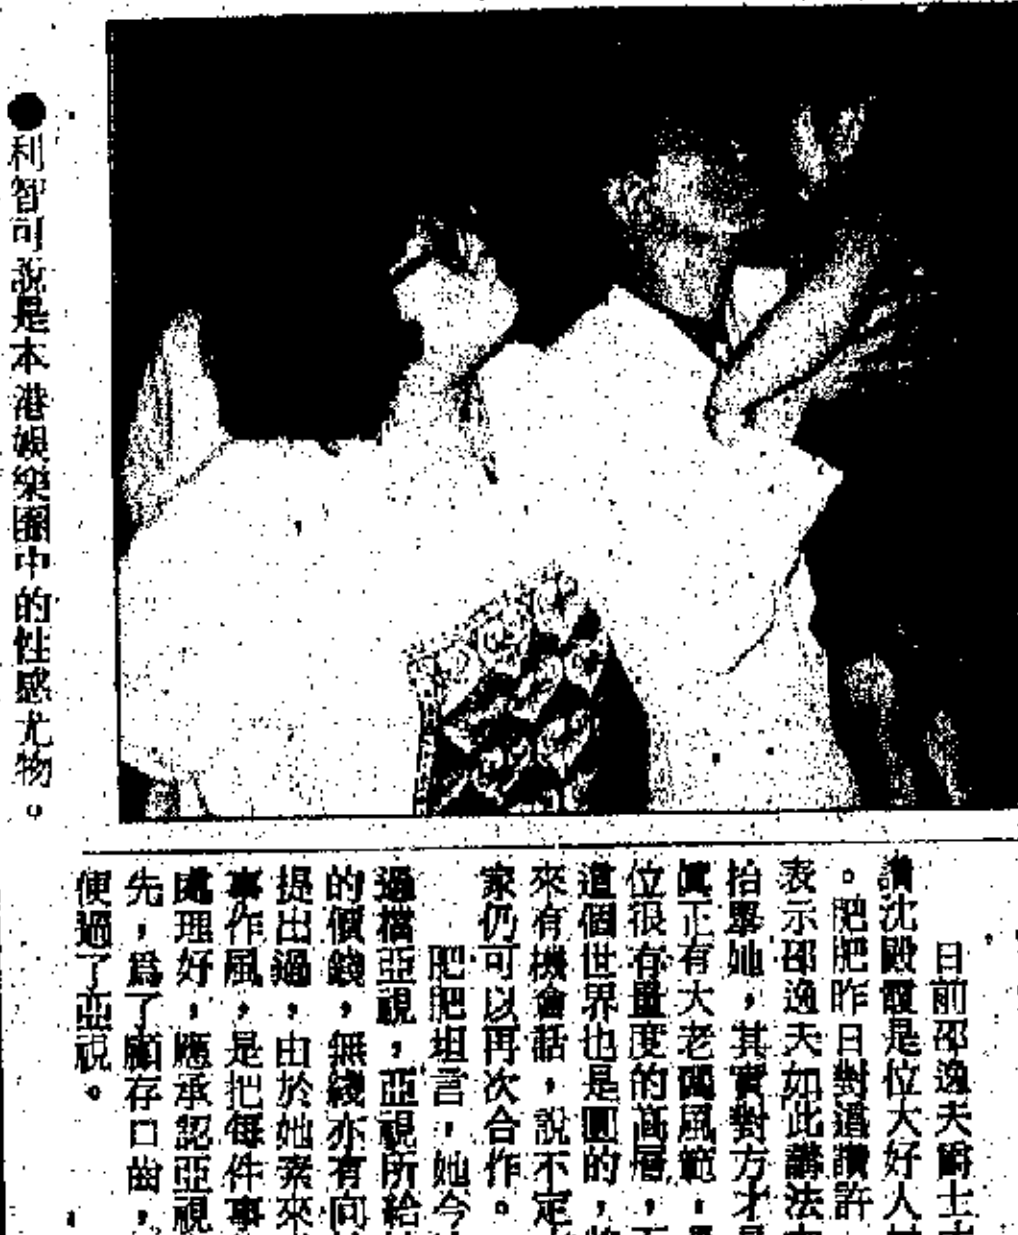 ●利智可說是本港娛樂圈中的性感尤物。
日前邵逸夫爵士
讚沈殿霞是位大好人
。肥肥昨日對這讚許
表示邵逸夫如此講法
抬舉她，其實對方才
真正有大老闆風範，
位很有量度的高層，
這個世界也是圓的，
來有機會話，說不定
家仍可以再次合作。
肥肥坦言，她今
過檔亞視，亞視所給
的價錢，無綫亦有向
提出過，由於她素來
事作風，是把每件事
處理好，應承認亞視
先，爲了顧存口齒，
便過了亞視。